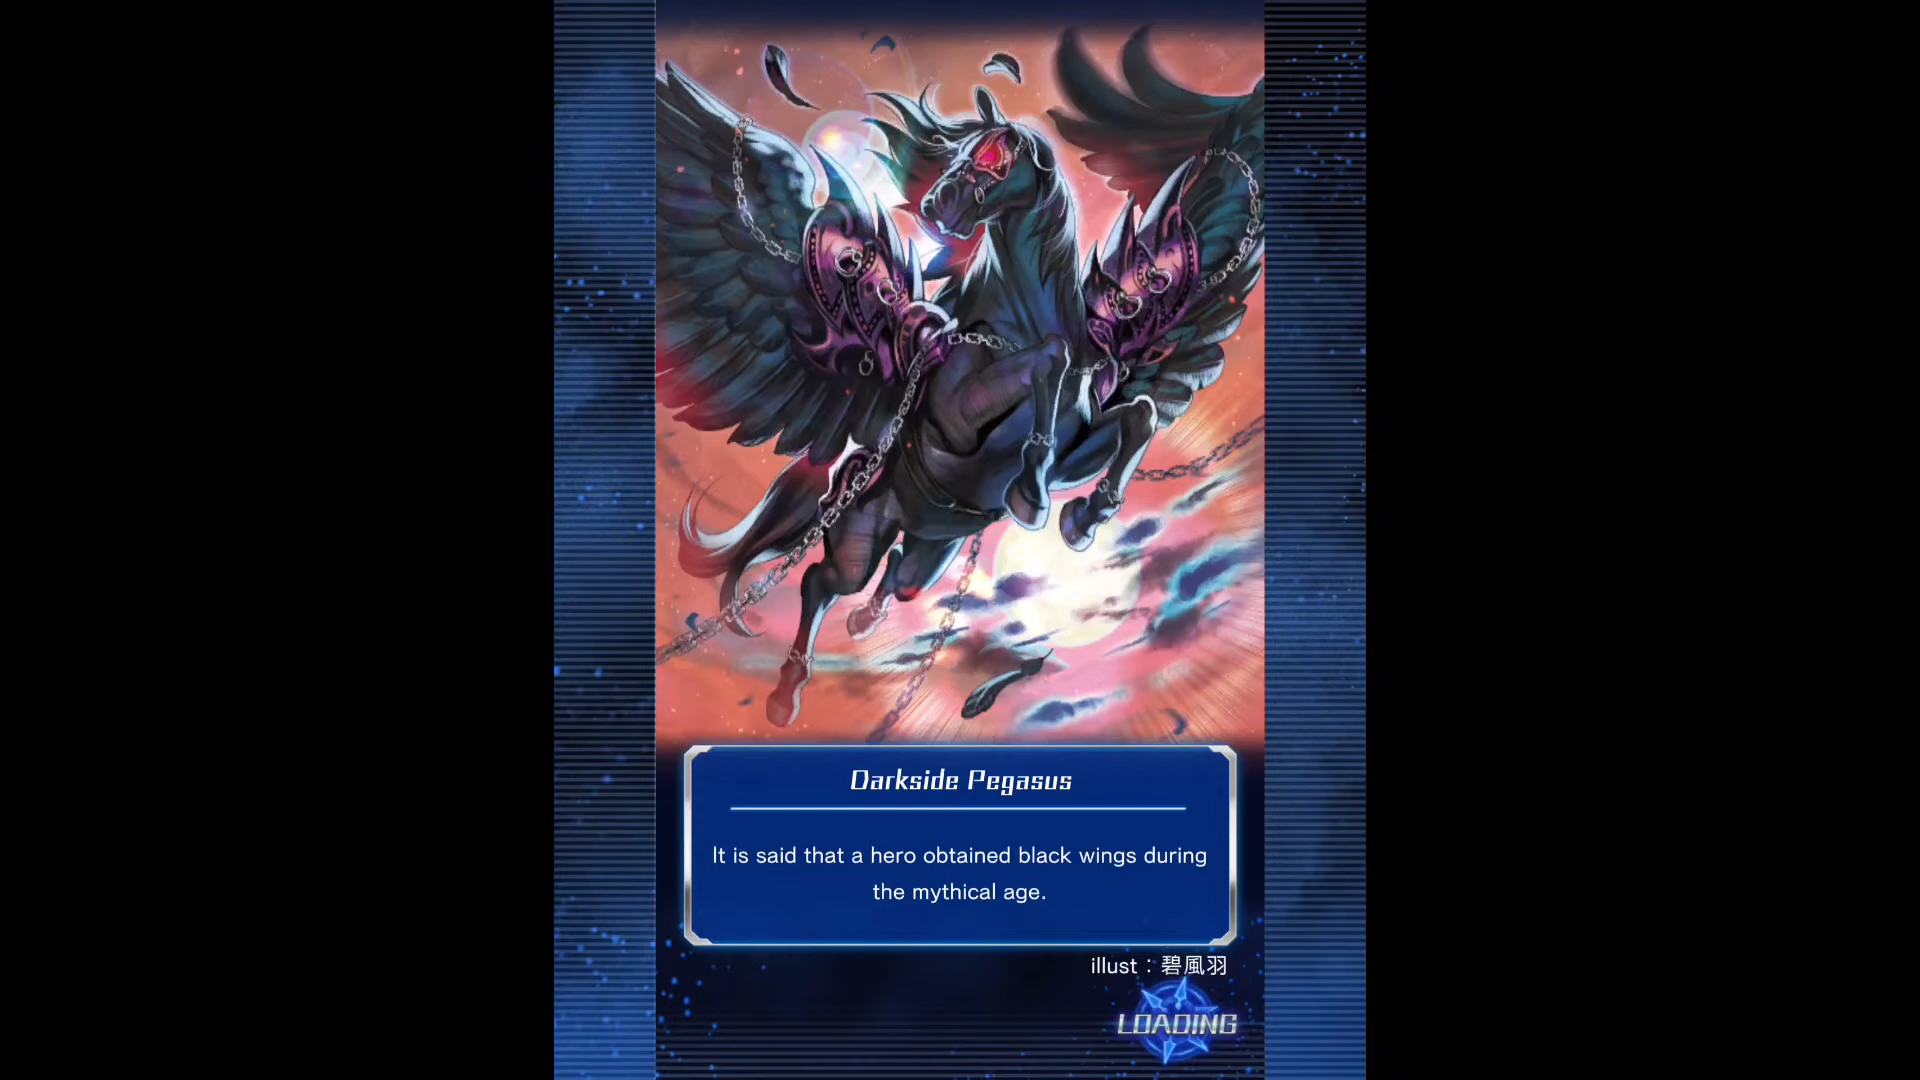 Darkside Pegasus
It is said that a hero obtained black wings during
the mythical age.
illust：碧風羽
LOADING